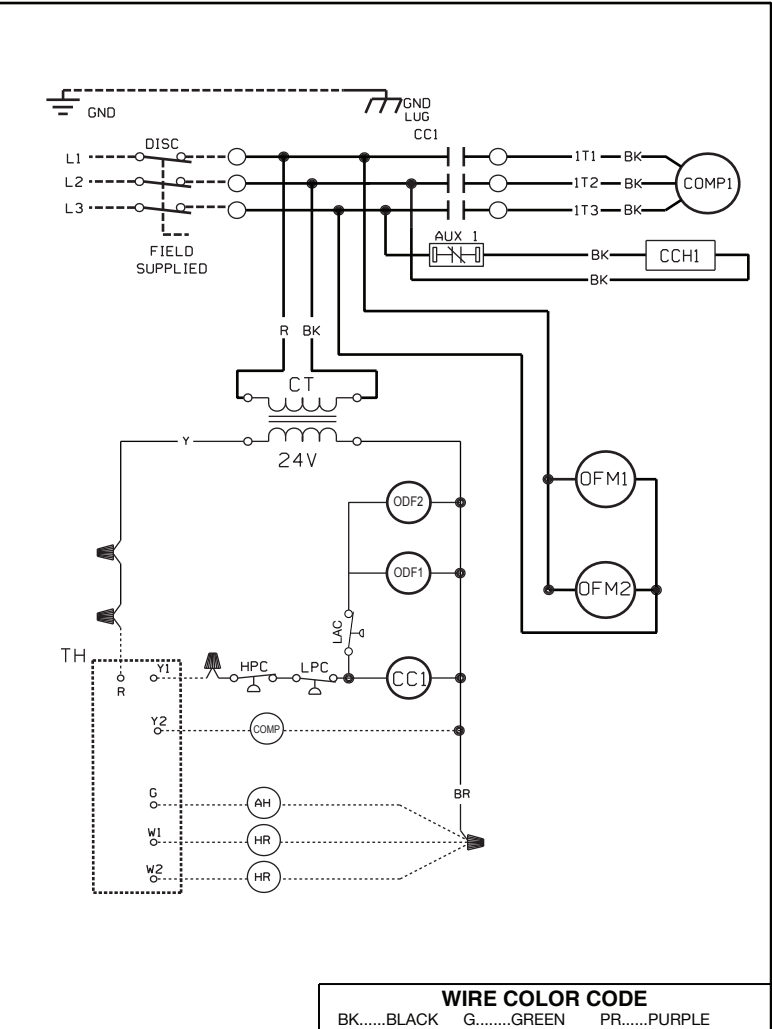 GND
GND
LUG
CC1
DISC
L1
1T1
BK
L2
1T2
BK
COMP1
L3
1T3
BK
FIELD
SUPPLIED
AUX 1
BK
CCH1
BK
R
BK
CT
Y
24V
OFM1
ODF2
ODF1
OFM2
LAC
TH
R
Y1
HPC
LPC
CC1
Y2
COMP
BR
G
AH
W1
HR
W2
HR
WIRE COLOR CODE
BK......BLACK G........GREEN PR......PURPLE